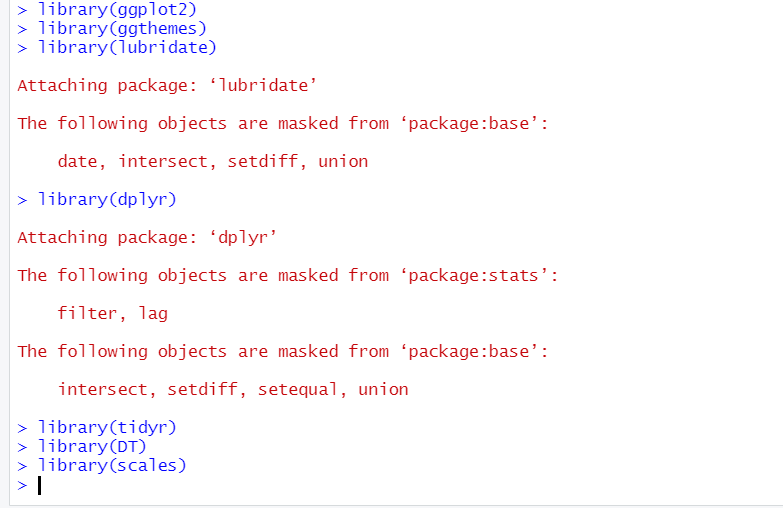 > library(ggplot2)
> library(ggthemes)
> library(lubridate)
Attaching package: ‘lubridate’
The following objects are masked from ‘package:base’:
date, intersect, setdiff, union
> library(dplyr)
Attaching package: ‘dplyr’
The following objects are masked from ‘package:stats’:
filter, lag
The following objects are masked from ‘package:base’:
intersect, setdiff, setequal, union
> library(tidyr)
> library(DT)
> library(scales)
>